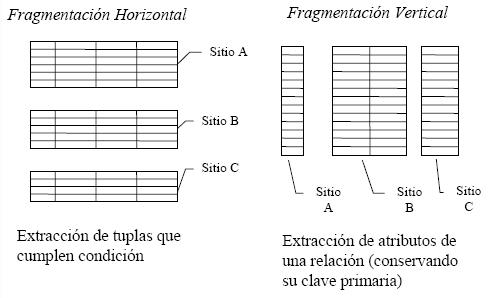 Fragmentación Horizontal
Sitio A
Sitio B
Sitio C
Extracción de tuplas que
cumplen condición
Fragmentación Vertical
Sitio
A
Sitio
B
Sitio
C
Extracción de atributos de
una relación (conservando
su clave primaria)